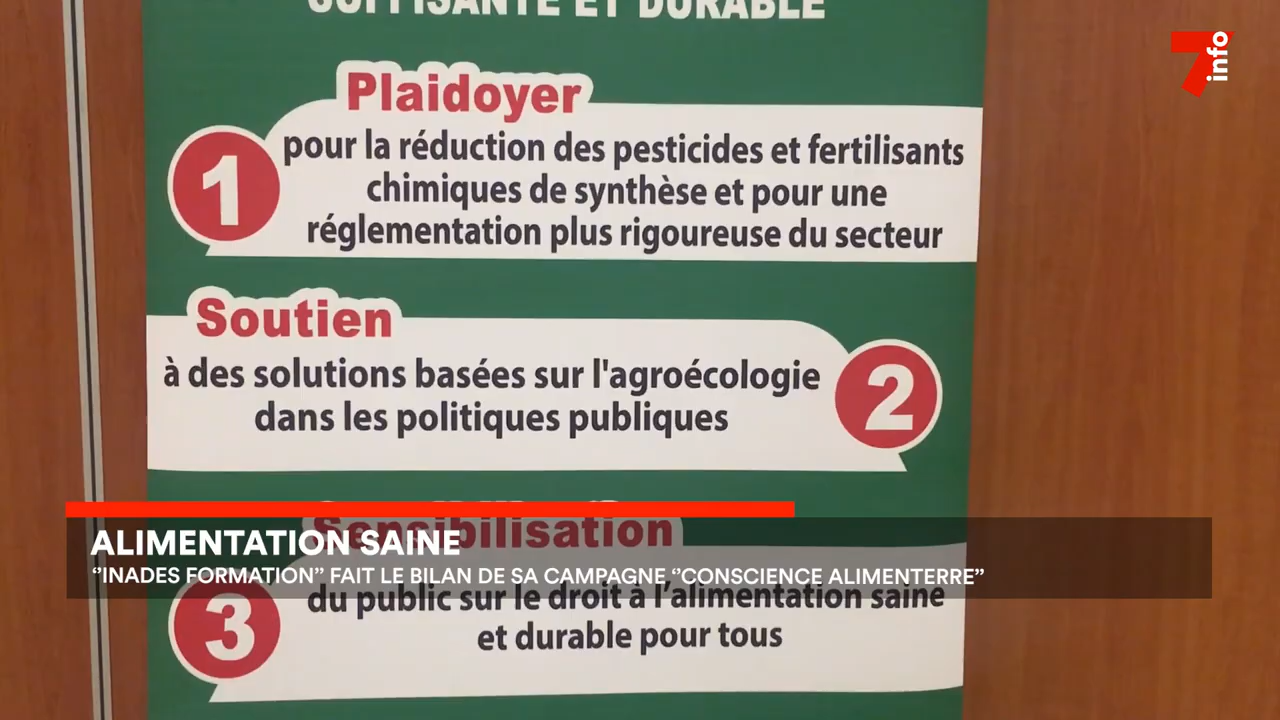 SUFFISANTE ET DURABLE
7info
Plaidoyer
1
pour la réduction des pesticides et fertilisants
chimiques de synthèse et pour une
réglementation plus rigoureuse du secteur
Soutien
à des solutions basées sur l'agroécologie
dans les politiques publiques
2
Sensibilisation
ALIMENTATION SAINE
‘’INADES FORMATION’’ FAIT LE BILAN DE SA CAMPAGNE ‘’CONSCIENCE ALIMENTERRE’’
3
du public sur le droit à l'alimentation saine
et durable pour tous